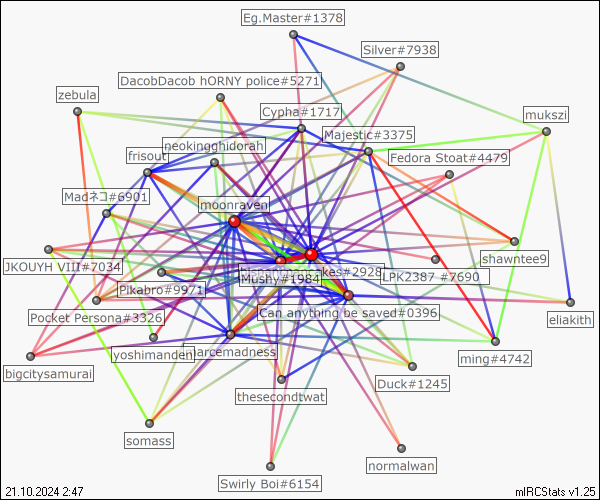 Eg.Master#1378
Silver#7938
DacobDacob hORNY police#5271
zebula
Cypha#1717
mukszi
Majestic#3375
neokingghidorah
frisout
Fedora Stoat#4479
Madネコ#6901
moonraven
shawntee9
JKOUYH VIII#7034
cakes#2928
LPK2387 #7690
Mushy#1984
Pikabro#9971
Pocket Persona#3326
Can anything be saved#0396
eliakith
yoshimanden
marcemadness
ming#4742
bigcitysamurai
Duck#1245
thesecondtwat
somass
normalwan
Swirly Boi#6154
21.10.2024 2:47
mIRCStats v1.25